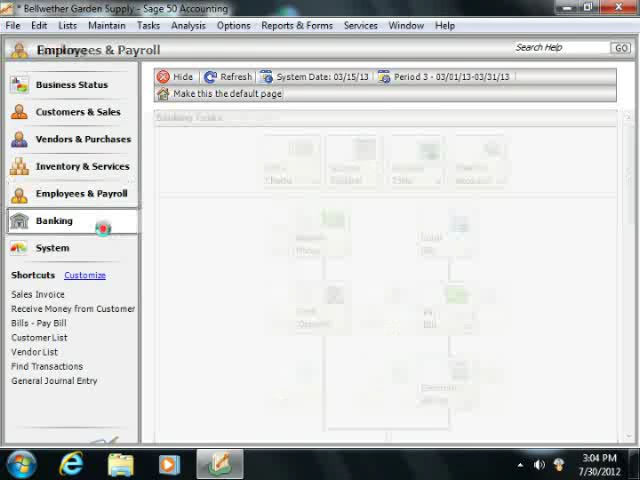 * Bellwether Garden Supply - Sage 50 Accounting
File Edit Lists Maintain Tasks Analysis Options Reports & Forms Services Window Help
Employees & Payroll
Search Help GO
Business Status
Customers & Sales
Vendors & Purchases
Inventory & Services
Employees & Payroll
Banking
System
Shortcuts Customize
Sales Invoice
Receive Money from Customer
Bills - Pay Bill
Customer List
Vendor List
Find Transactions
General Journal Entry
Hide Refresh System Date: 03/15/13 Period 3 - 03/01/13-03/31/13
Make this the default page
Banking Tasks
3:04 PM
7/30/2012